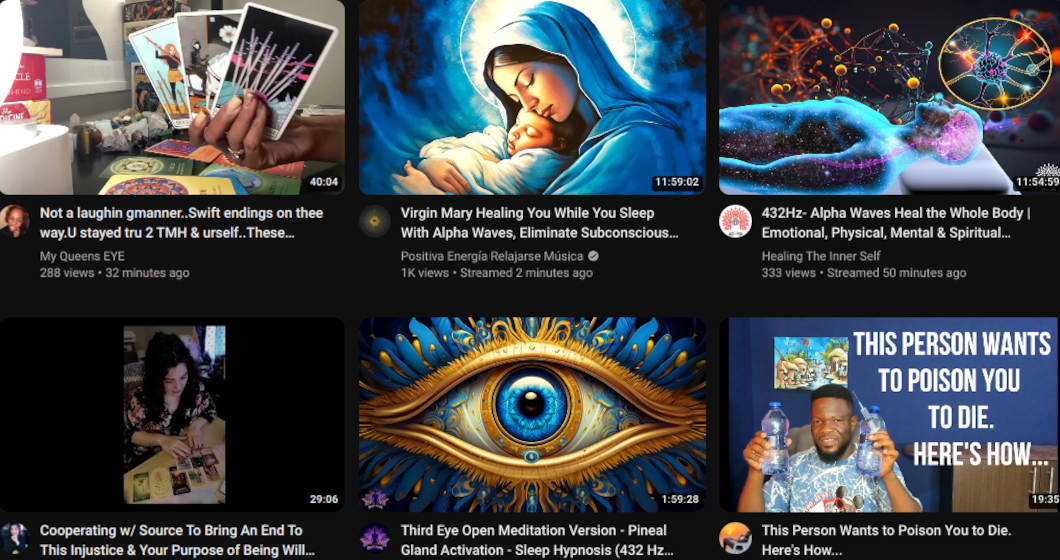 40:04
11:59:02
11:54:59
Not a laughin gmanner..Swift endings on thee
way.U stayed tru 2 TMH & urself..These...
My Queens EYE
288 views • 32 minutes ago
Virgin Mary Healing You While You Sleep
With Alpha Waves, Eliminate Subconscious...
Positiva Energía Relajarse Música
1K views • Streamed 2 minutes ago
432Hz- Alpha Waves Heal the Whole Body |
Emotional, Physical, Mental & Spiritual...
Healing The Inner Self
333 views • Streamed 50 minutes ago
THIS PERSON WANTS
TO POISON YOU
TO DIE.
HERE'S HOW...
29:06
1:59:28
19:35
Cooperating w/ Source To Bring An End To
This Injustice & Your Purpose of Being Will...
Third Eye Open Meditation Version - Pineal
Gland Activation - Sleep Hypnosis (432 Hz...
This Person Wants to Poison You to Die.
Here's How...